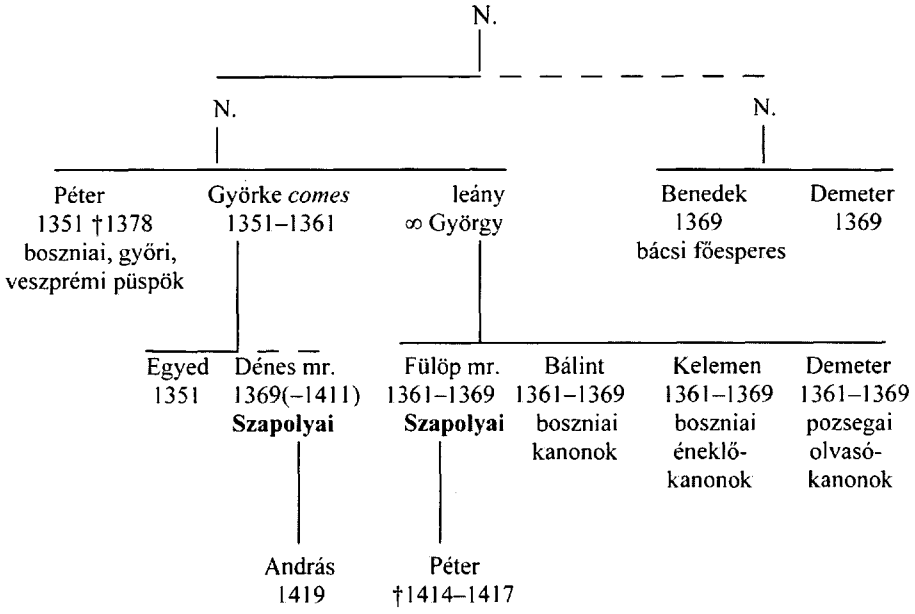 N.
N. N.
Péter Györke comes leány Benedek Demeter
1351 †1378 1351–1361 ∞ György 1369 1369
boszniai, győri, bácsi főesperes
veszprémi püspök
Egyed Dénes mr. Fülöp mr. Bálint Kelemen Demeter
1351 1369(–1411) 1361–1369 1361–1369 1361–1369 1361–1369
Szapolyai Szapolyai boszniai boszniai pozsegai
kanonok éneklő- olvasó-
kanonok kanonok
András Péter
1419 †1414–1417